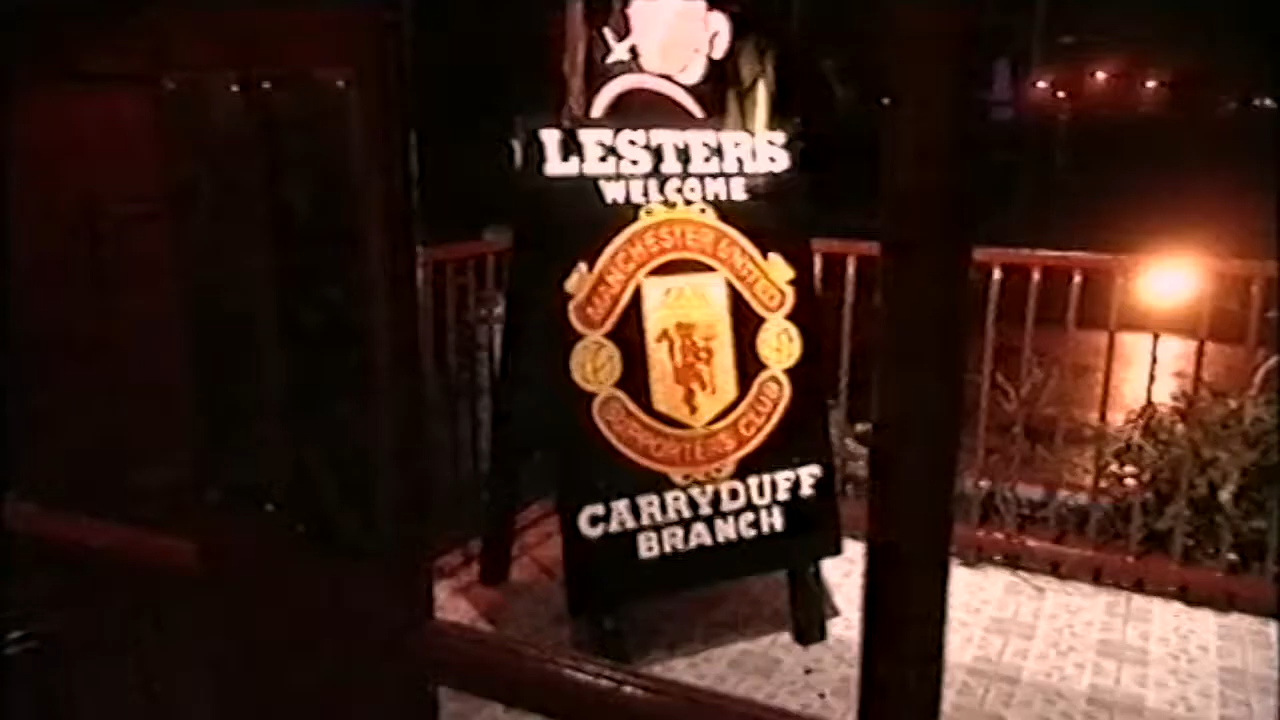 LESTERS
WELCOME
MANCHESTER UNITED
SUPPORTERS CLUB
CARRYDUFF
BRANCH